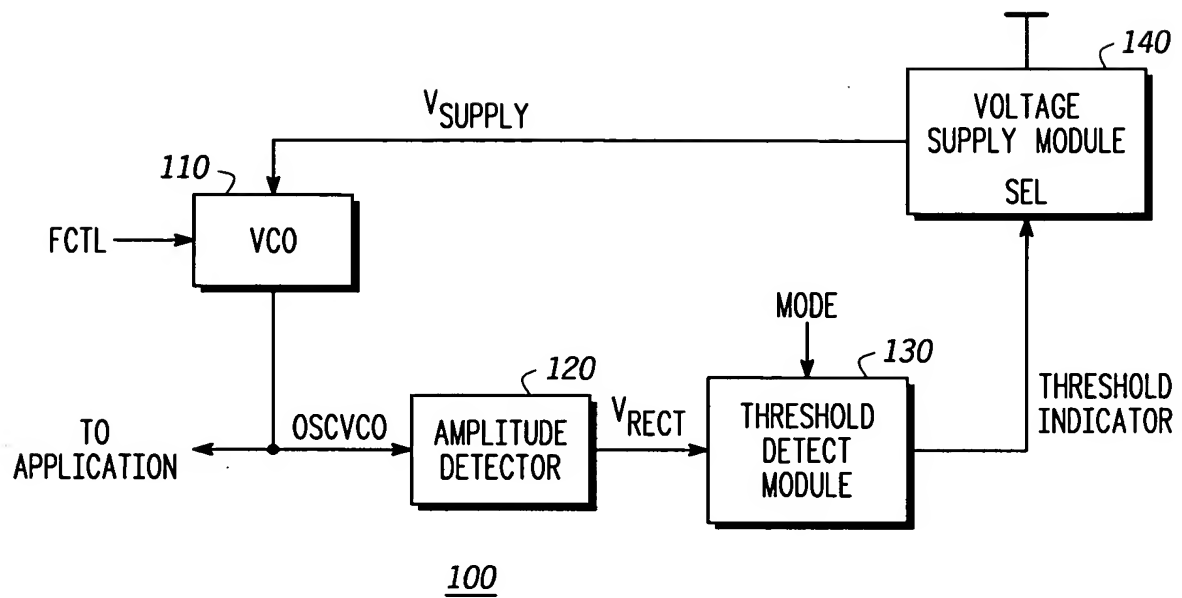 140
VOLTAGE
SUPPLY MODULE
SEL
VSUPPLY
110
FCTL
VCO
MODE
130
120
THRESHOLD
INDICATOR
TO
APPLICATION
OSCVCO
AMPLITUDE
DETECTOR
VRECT
THRESHOLD
DETECT
MODULE
100